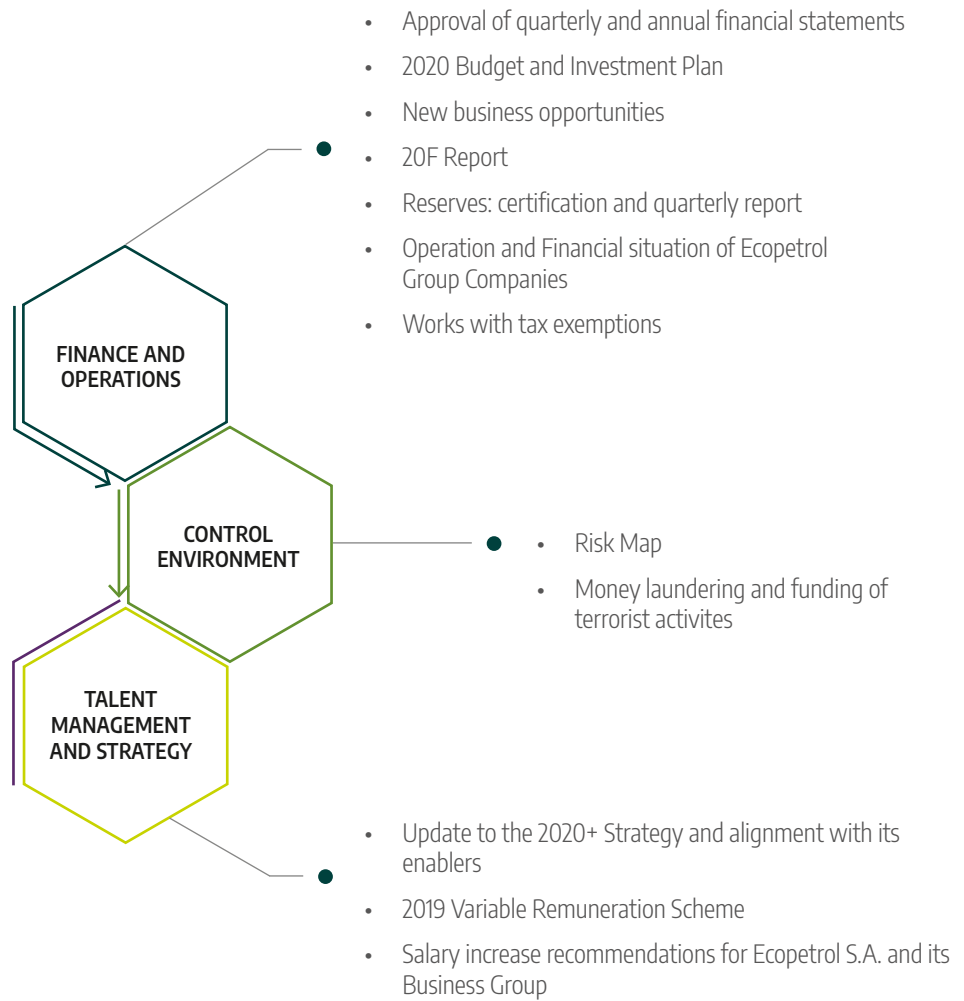 • Approval of quarterly and annual financial statements
• 2020 Budget and Investment Plan
• New business opportunities
• 20F Report
• Reserves: certification and quarterly report
• Operation and Financial situation of Ecopetrol
Group Companies
• Works with tax exemptions
FINANCE AND
OPERATIONS
CONTROL
ENVIRONMENT
• Risk Map
• Money laundering and funding of
terrorist activites
TALENT
MANAGEMENT
AND STRATEGY
• Update to the 2020+ Strategy and alignment with its
enablers
• 2019 Variable Remuneration Scheme
• Salary increase recommendations for Ecopetrol S.A. and its
Business Group